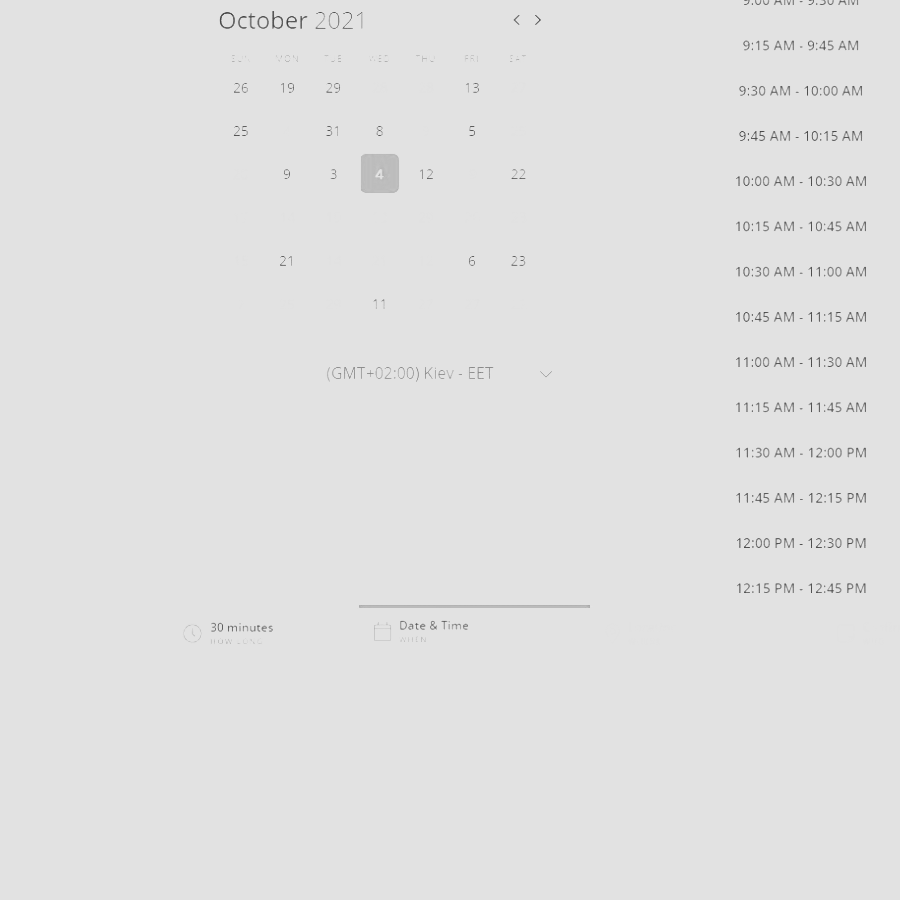 October 2021
SUN MON TUE WED THU FRI SAT
26 19 29 13
25 31 8 5
9 3 4 12 22
21 6 23
11
(GMT+02:00) Kiev - EET
9:00 AM - 9:30 AM
9:15 AM - 9:45 AM
9:30 AM - 10:00 AM
9:45 AM - 10:15 AM
10:00 AM - 10:30 AM
10:15 AM - 10:45 AM
10:30 AM - 11:00 AM
10:45 AM - 11:15 AM
11:00 AM - 11:30 AM
11:15 AM - 11:45 AM
11:30 AM - 12:00 PM
11:45 AM - 12:15 PM
12:00 PM - 12:30 PM
12:15 PM - 12:45 PM
30 minutes
HOW LONG
Date & Time
WHEN